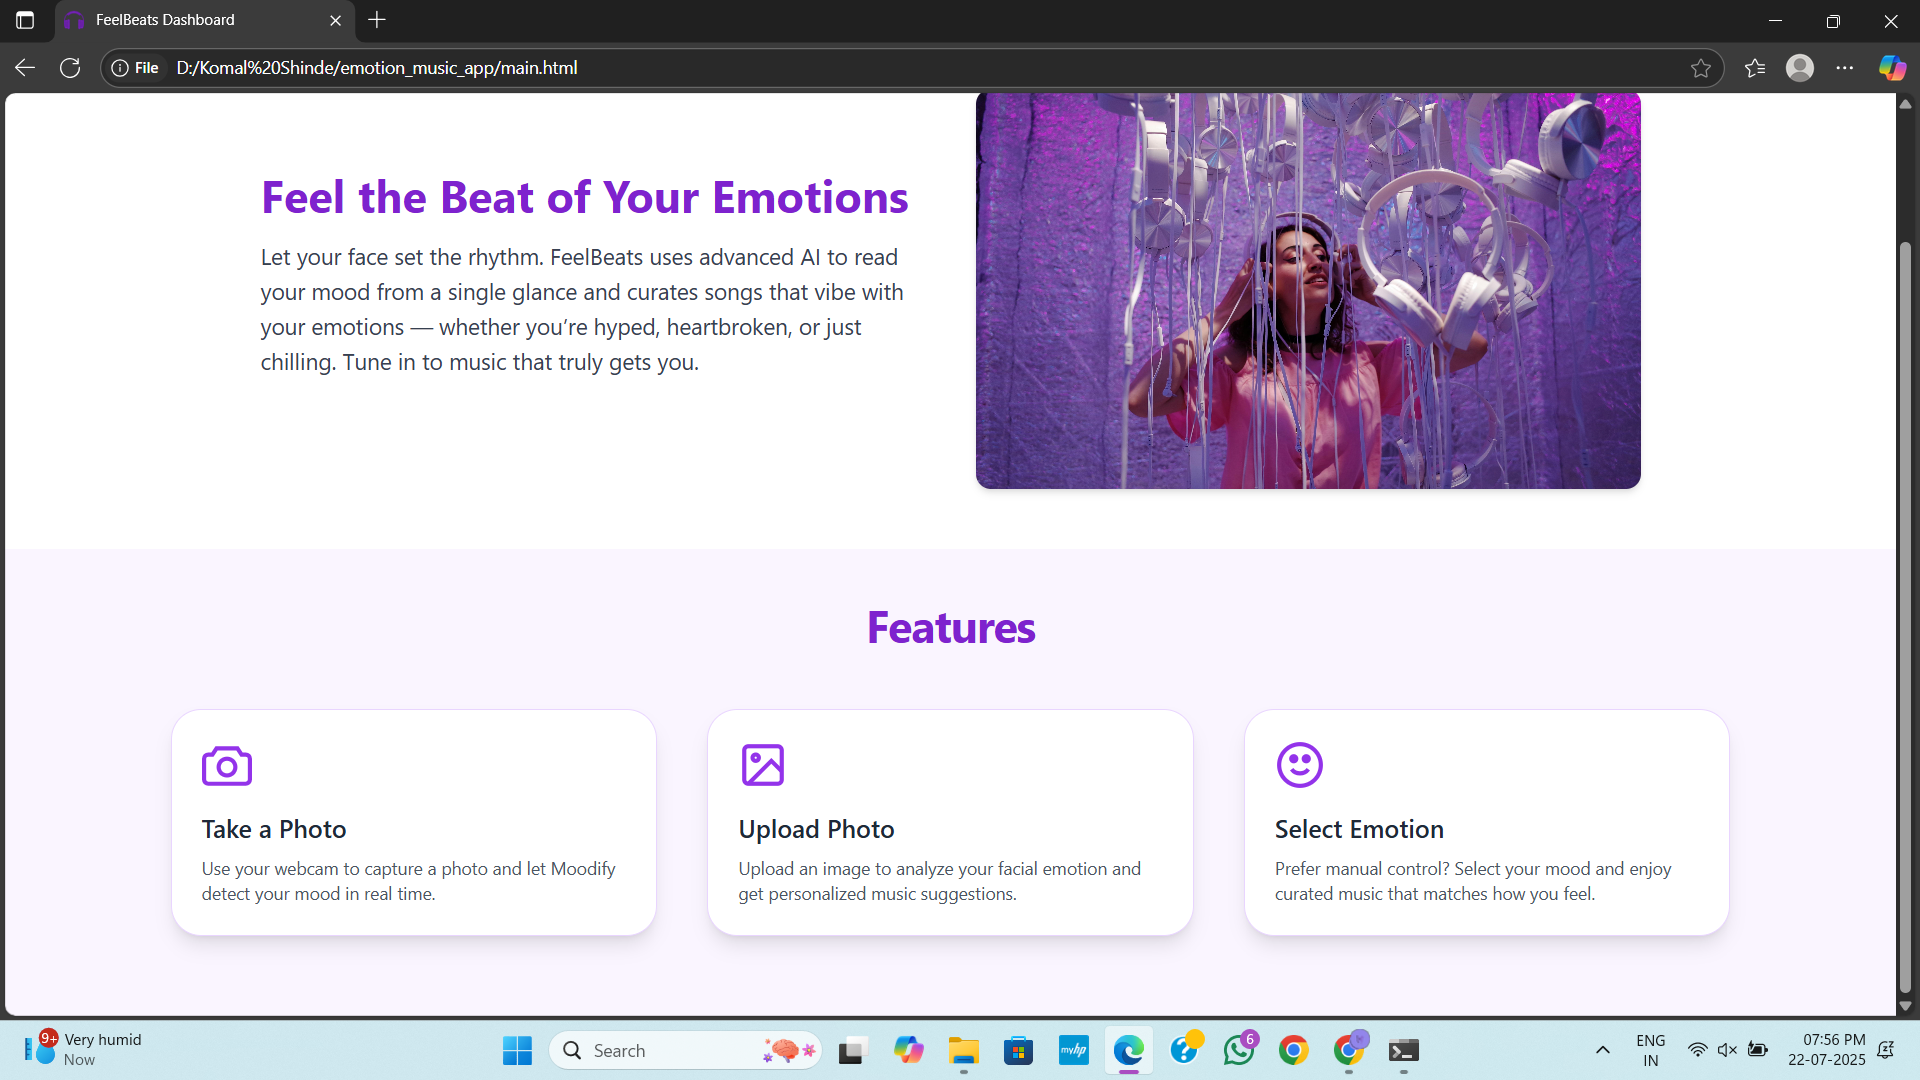 FeelBeats Dashboard
File
D:/Komal%20Shinde/emotion_music_app/main.html
Feel the Beat of Your Emotions
Let your face set the rhythm. FeelBeats uses advanced AI to read
your mood from a single glance and curates songs that vibe with
your emotions — whether you’re hyped, heartbroken, or just
chilling. Tune in to music that truly gets you.
Features
Take a Photo
Use your webcam to capture a photo and let Moodify
detect your mood in real time.
Upload Photo
Upload an image to analyze your facial emotion and
get personalized music suggestions.
Select Emotion
Prefer manual control? Select your mood and enjoy
curated music that matches how you feel.
9+
Very humid
Now
Search
myhp
6
ENG
IN
07:56 PM
22-07-2025